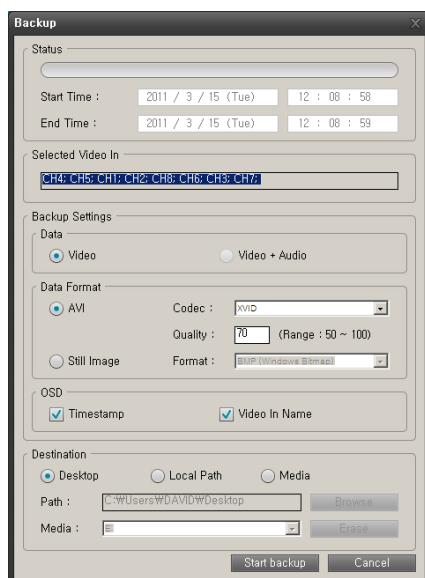 Backup
Status
Start Time : 2011 / 3 / 15 (Tue) 12 : 08 : 58
End Time : 2011 / 3 / 15 (Tue) 12 : 08 : 59
Selected Video In
CH4; CH5; CH1; CH2; CH8; CH6; CH3; CH7;
Backup Settings
Data
Video Video + Audio
Data Format
AVI Codec : XVID
Quality : 70 (Range : 50 ~ 100)
Still Image Format : BMP (Windows Bitmap)
OSD
Timestamp Video In Name
Destination
Desktop Local Path Media
Path : C:₩Users₩DAVID₩Desktop Browse
Media : Erase
Start backup Cancel